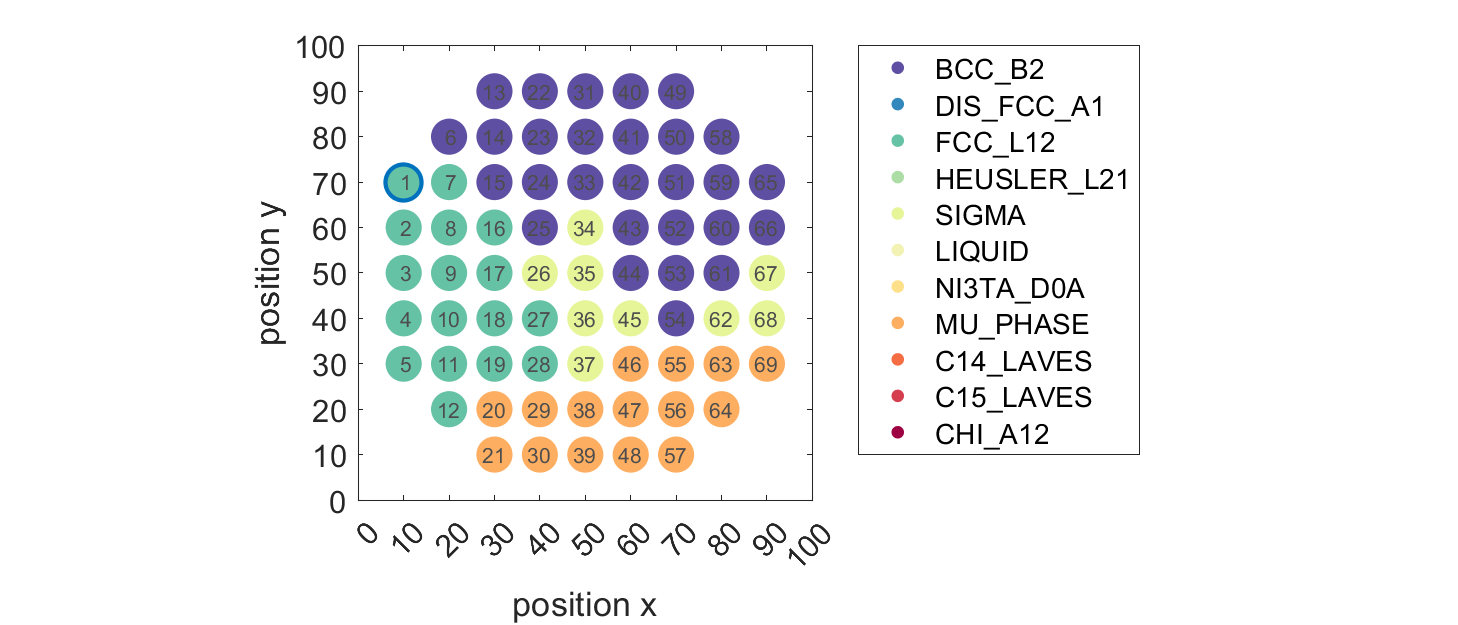 100
90
80
70
60
50
40
30
20
10
0
position y
13 22 31 40 49
6 14 23 32 41 50 58
1 7 15 24 33 42 51 59 65
2 8 16 25 34 43 52 60 66
3 9 17 26 35 44 53 61 67
4 10 18 27 36 45 54 62 68
5 11 19 28 37 46 55 63 69
12 20 29 38 47 56 64
21 30 39 48 57
0 10 20 30 40 50 60 70 80 90 100
position x
BCC_B2
DIS_FCC_A1
FCC_L12
HEUSLER_L21
SIGMA
LIQUID
NI3TA_D0A
MU_PHASE
C14_LAVES
C15_LAVES
CHI_A12